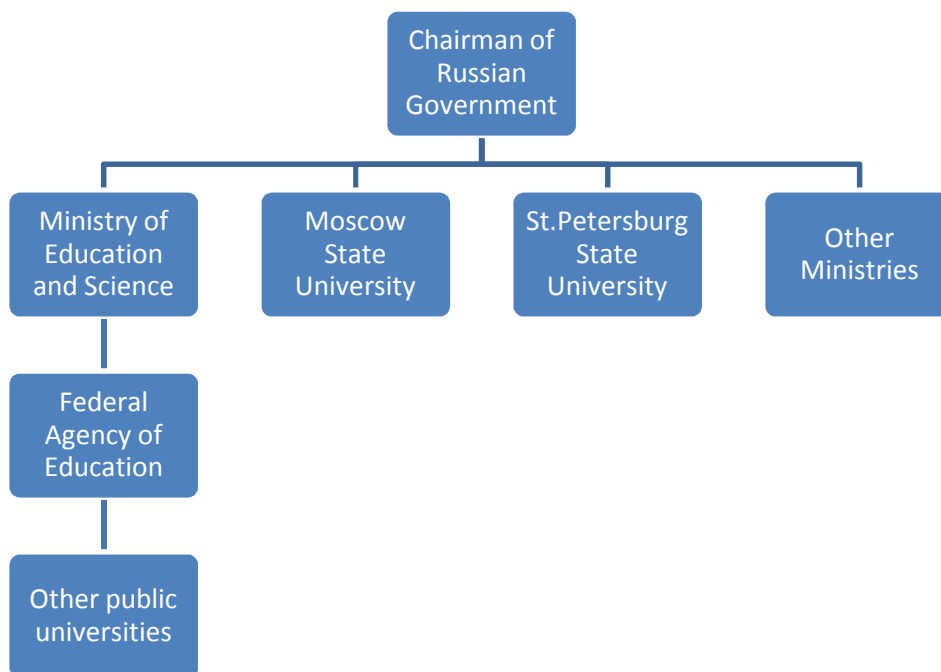 Chairman of
Russian
Government
Ministry of
Education
and Science
Moscow
State
University
St.Petersburg
State
University
Other
Ministries
Federal
Agency of
Education
Other public
universities